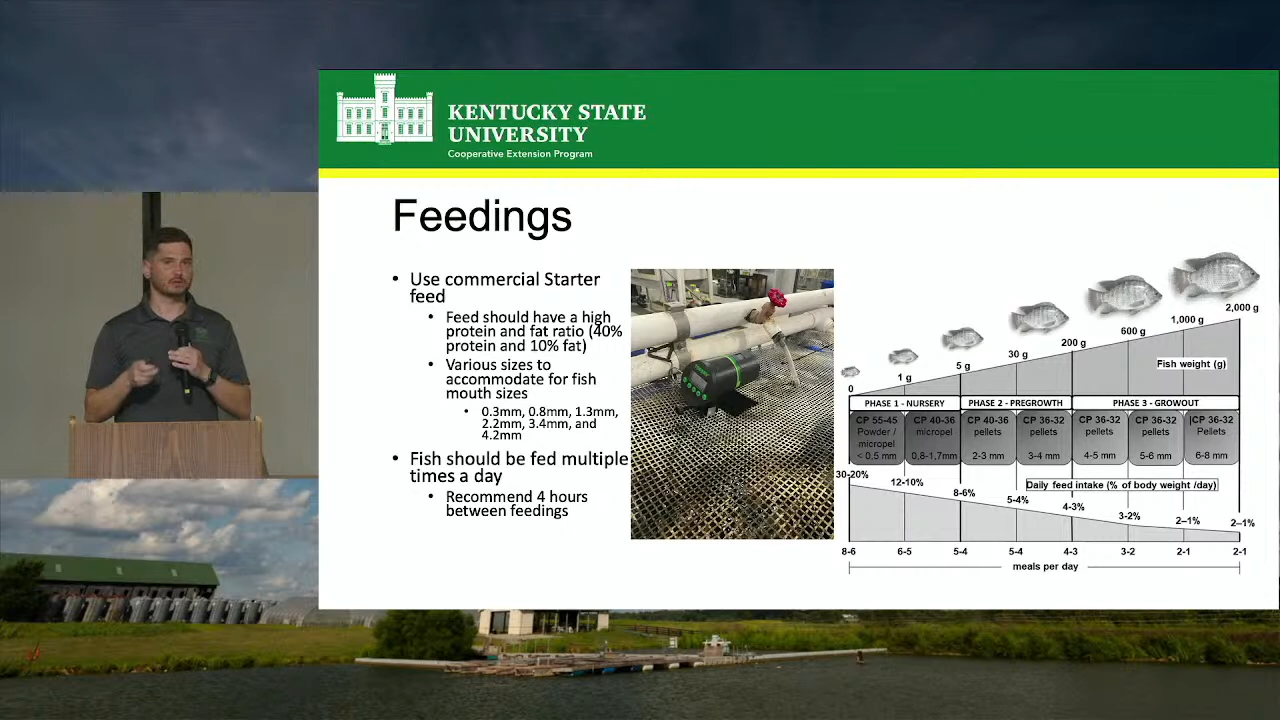 KENTUCKY STATE
UNIVERSITY
Cooperative Extension Program
Feedings
• Use commercial Starter
feed
• Feed should have a high
protein and fat ratio (40%
protein and 10% fat)
• Various sizes to
accommodate for fish
mouth sizes
• 0.3mm, 0.8mm, 1.3mm,
2.2mm, 3.4mm, and
4.2mm
• Fish should be fed multiple
times a day
• Recommend 4 hours
between feedings
0
1 g
5 g
30 g
200 g
600 g
1,000 g
2,000 g
Fish weight (g)
PHASE 1 - NURSERY
PHASE 2 - PREGROWTH
PHASE 3 - GROWOUT
CP 55-45
Powder /
micropel
< 0.5 mm
CP 40-36
micropel
0,8-1,7mm
CP 40-36
pellets
2-3 mm
CP 36-32
pellets
3-4 mm
CP 36-32
pellets
4-5 mm
CP 36-32
pellets
5-6 mm
|CP 36-32
Pellets
6-8 mm
Daily feed intake (% of body weight /day)
30-20%
12-10%
8-6%
5-4%
4-3%
3-2%
2–1%
2–1%
8-6
6-5
5-4
5-4
4-3
3-2
2-1
2-1
meals per day